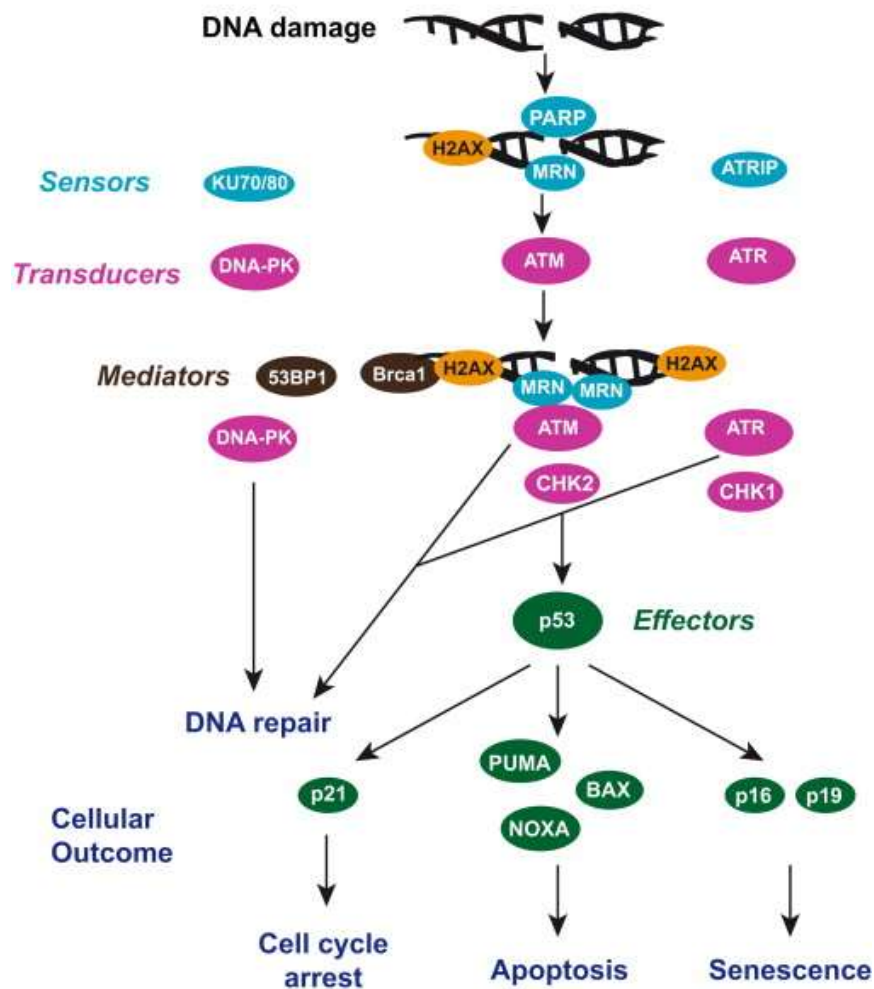 DNA damage
PARP
H2AX
MRN
Sensors
KU70/80
ATRIP
Transducers
DNA-PK
ATM
ATR
Mediators
53BP1
Brca1
H2AX
H2AX
MRN
MRN
DNA-PK
ATM
ATR
CHK2
CHK1
p53
Effectors
DNA repair
PUMA
BAX
NOXA
p21
p16
p19
Cellular
Outcome
Cell cycle
arrest
Apoptosis
Senescence